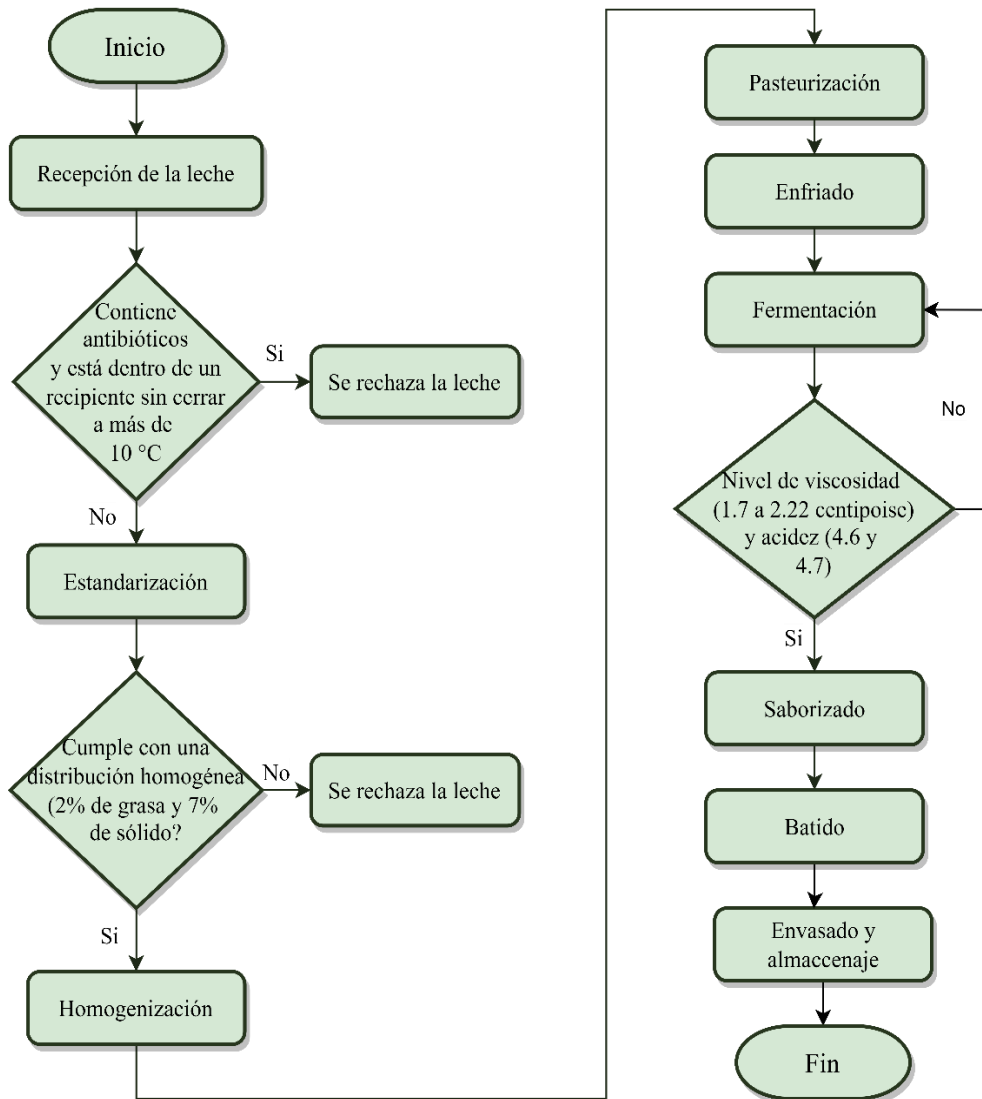 Inicio
Recepción de la leche
Contiene
antibióticos
y está dentro de un
recipiente sin cerrar
a más de
10 °C
Si
Se rechaza la leche
No
Estandarización
Cumple con una
distribución homogénea
(2% de grasa y 7%
de sólido?
No
Se rechaza la leche
Si
Homogenización
Pasteurización
Enfriado
Fermentación
No
Nivel de viscosidad
(1.7 a 2.22 centipoise)
y acidez (4.6 y
4.7)
Si
Saborizado
Batido
Envasado y
almaccenaje
Fin